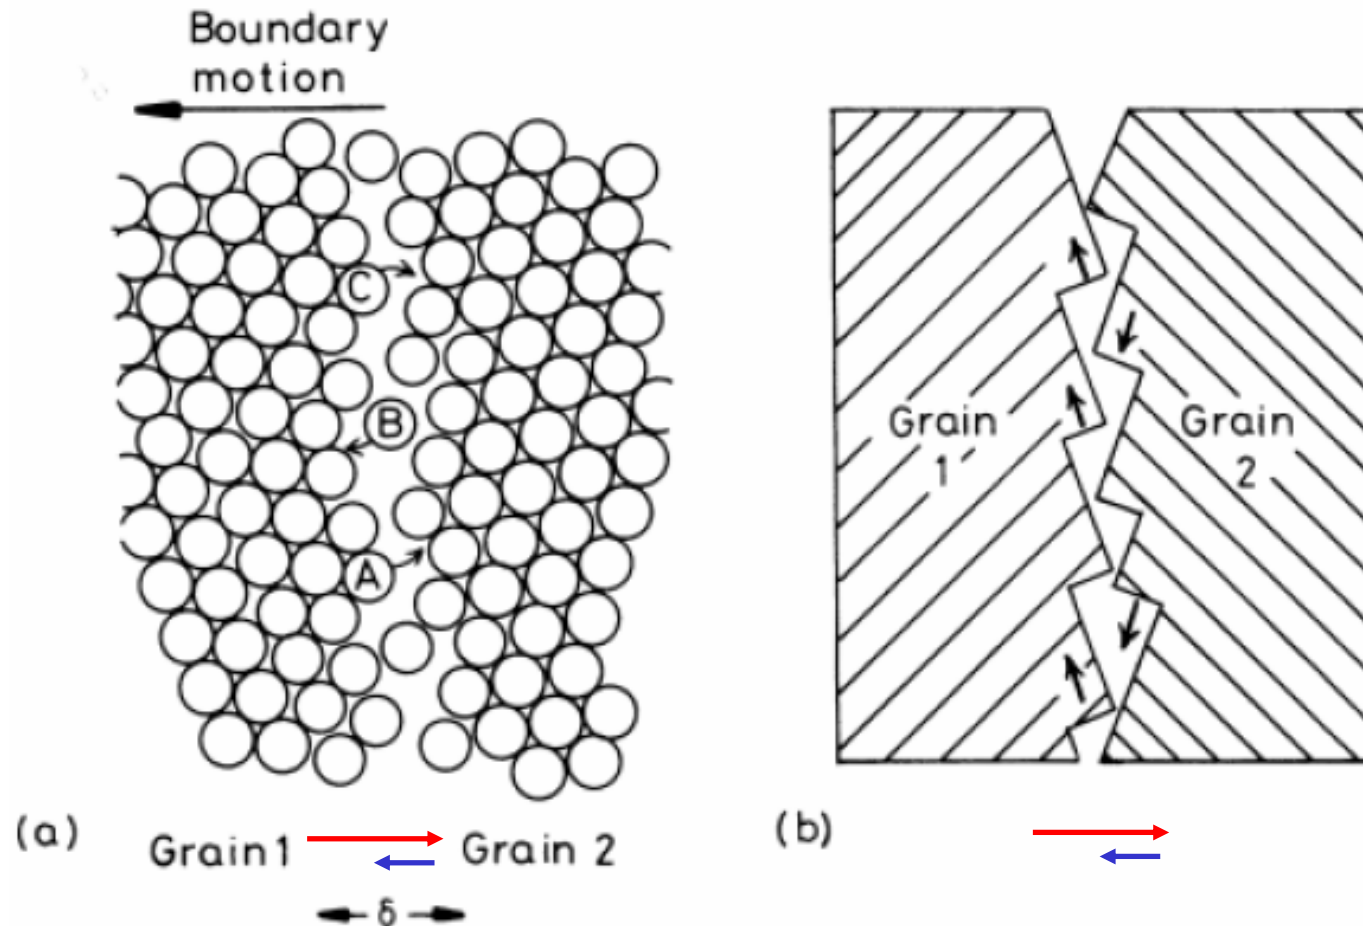 Boundary
motion
C
B
A
(a)
Grain 1
Grain 2
δ
Grain
1
Grain
2
(b)